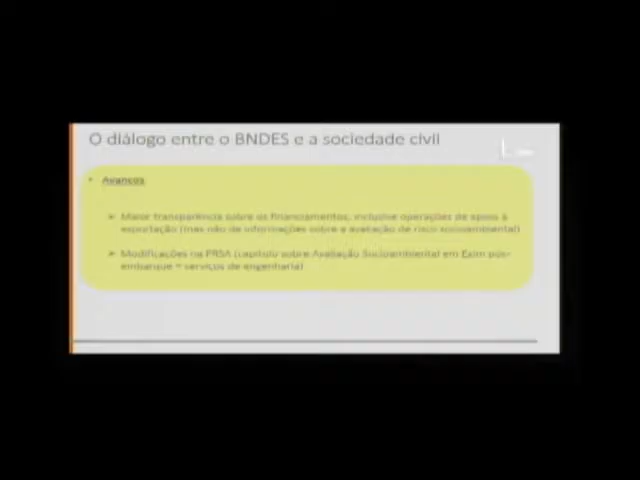 O diálogo entre o BNDES e a sociedade civil
• Avanços
➢ Maior transparência sobre os financiamentos, inclusive operações de apoio à
exportação (mas não de informações sobre a avaliação de risco socioambiental)
➢ Modificações na PRSA (capítulo sobre Avaliação Socioambiental em Exim pós-
embarque = serviços de engenharia)